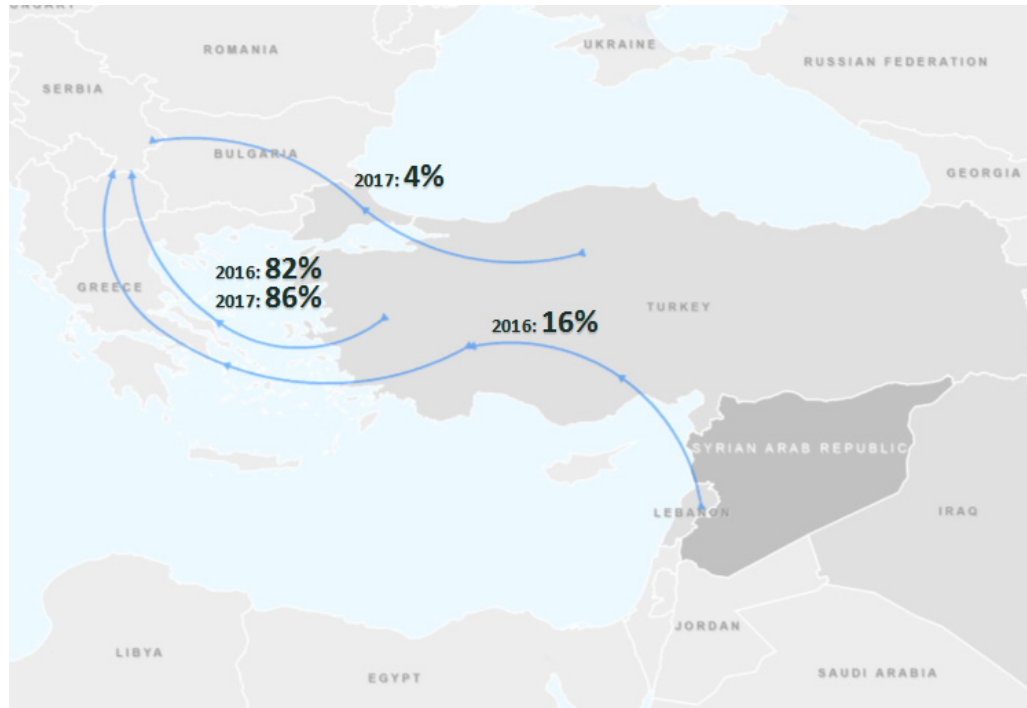 ROMANIA
UKRAINE
RUSSIAN FEDERATION
SERBIA
BULGARIA
GEORGIA
2017: 4%
2016: 82%
2017: 86%
GREECE
TURKEY
2016: 16%
SYRIAN ARAB REPUBLIC
LEBANON
IRAQ
JORDAN
LIBYA
EGYPT
SAUDI ARABIA